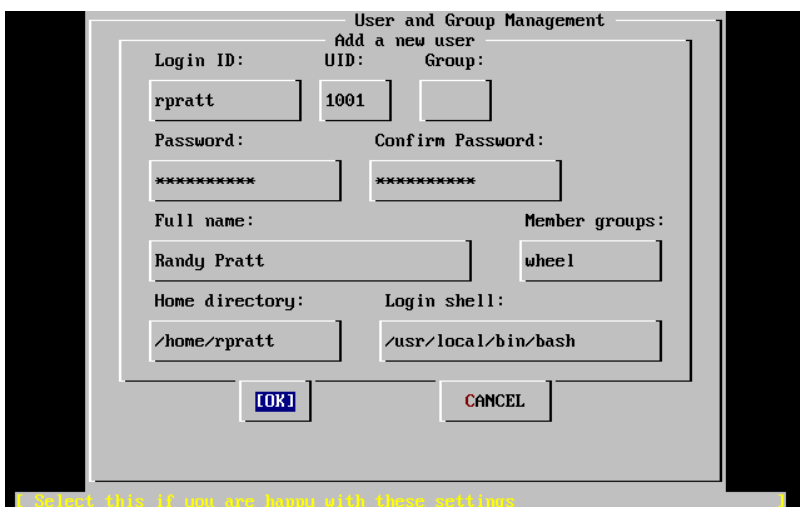 User and Group Management
Add a new user
Login ID: UID: Group:
rpratt 1001
Password: Confirm Password:
********** **********
Full name: Member groups:
Randy Pratt wheel
Home directory: Login shell:
/home/rpratt /usr/local/bin/bash
[OK] CANCEL
[ Select this if you are happy with these settings ]